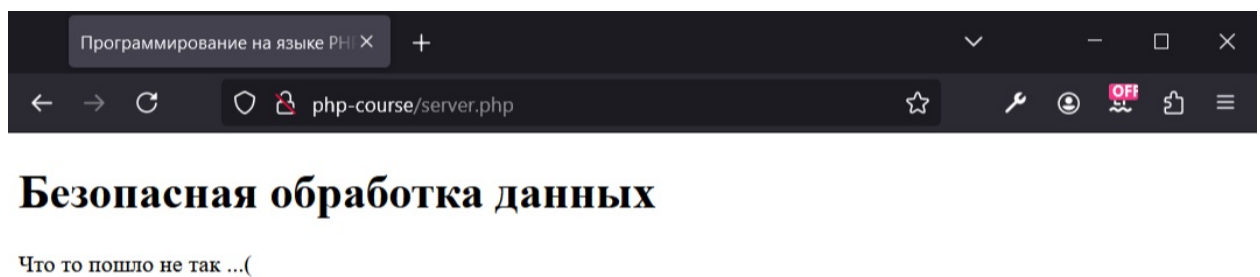 Программирование на языке PH
php-course/server.php
OFF
Безопасная обработка данных
Что то пошло не так ...(